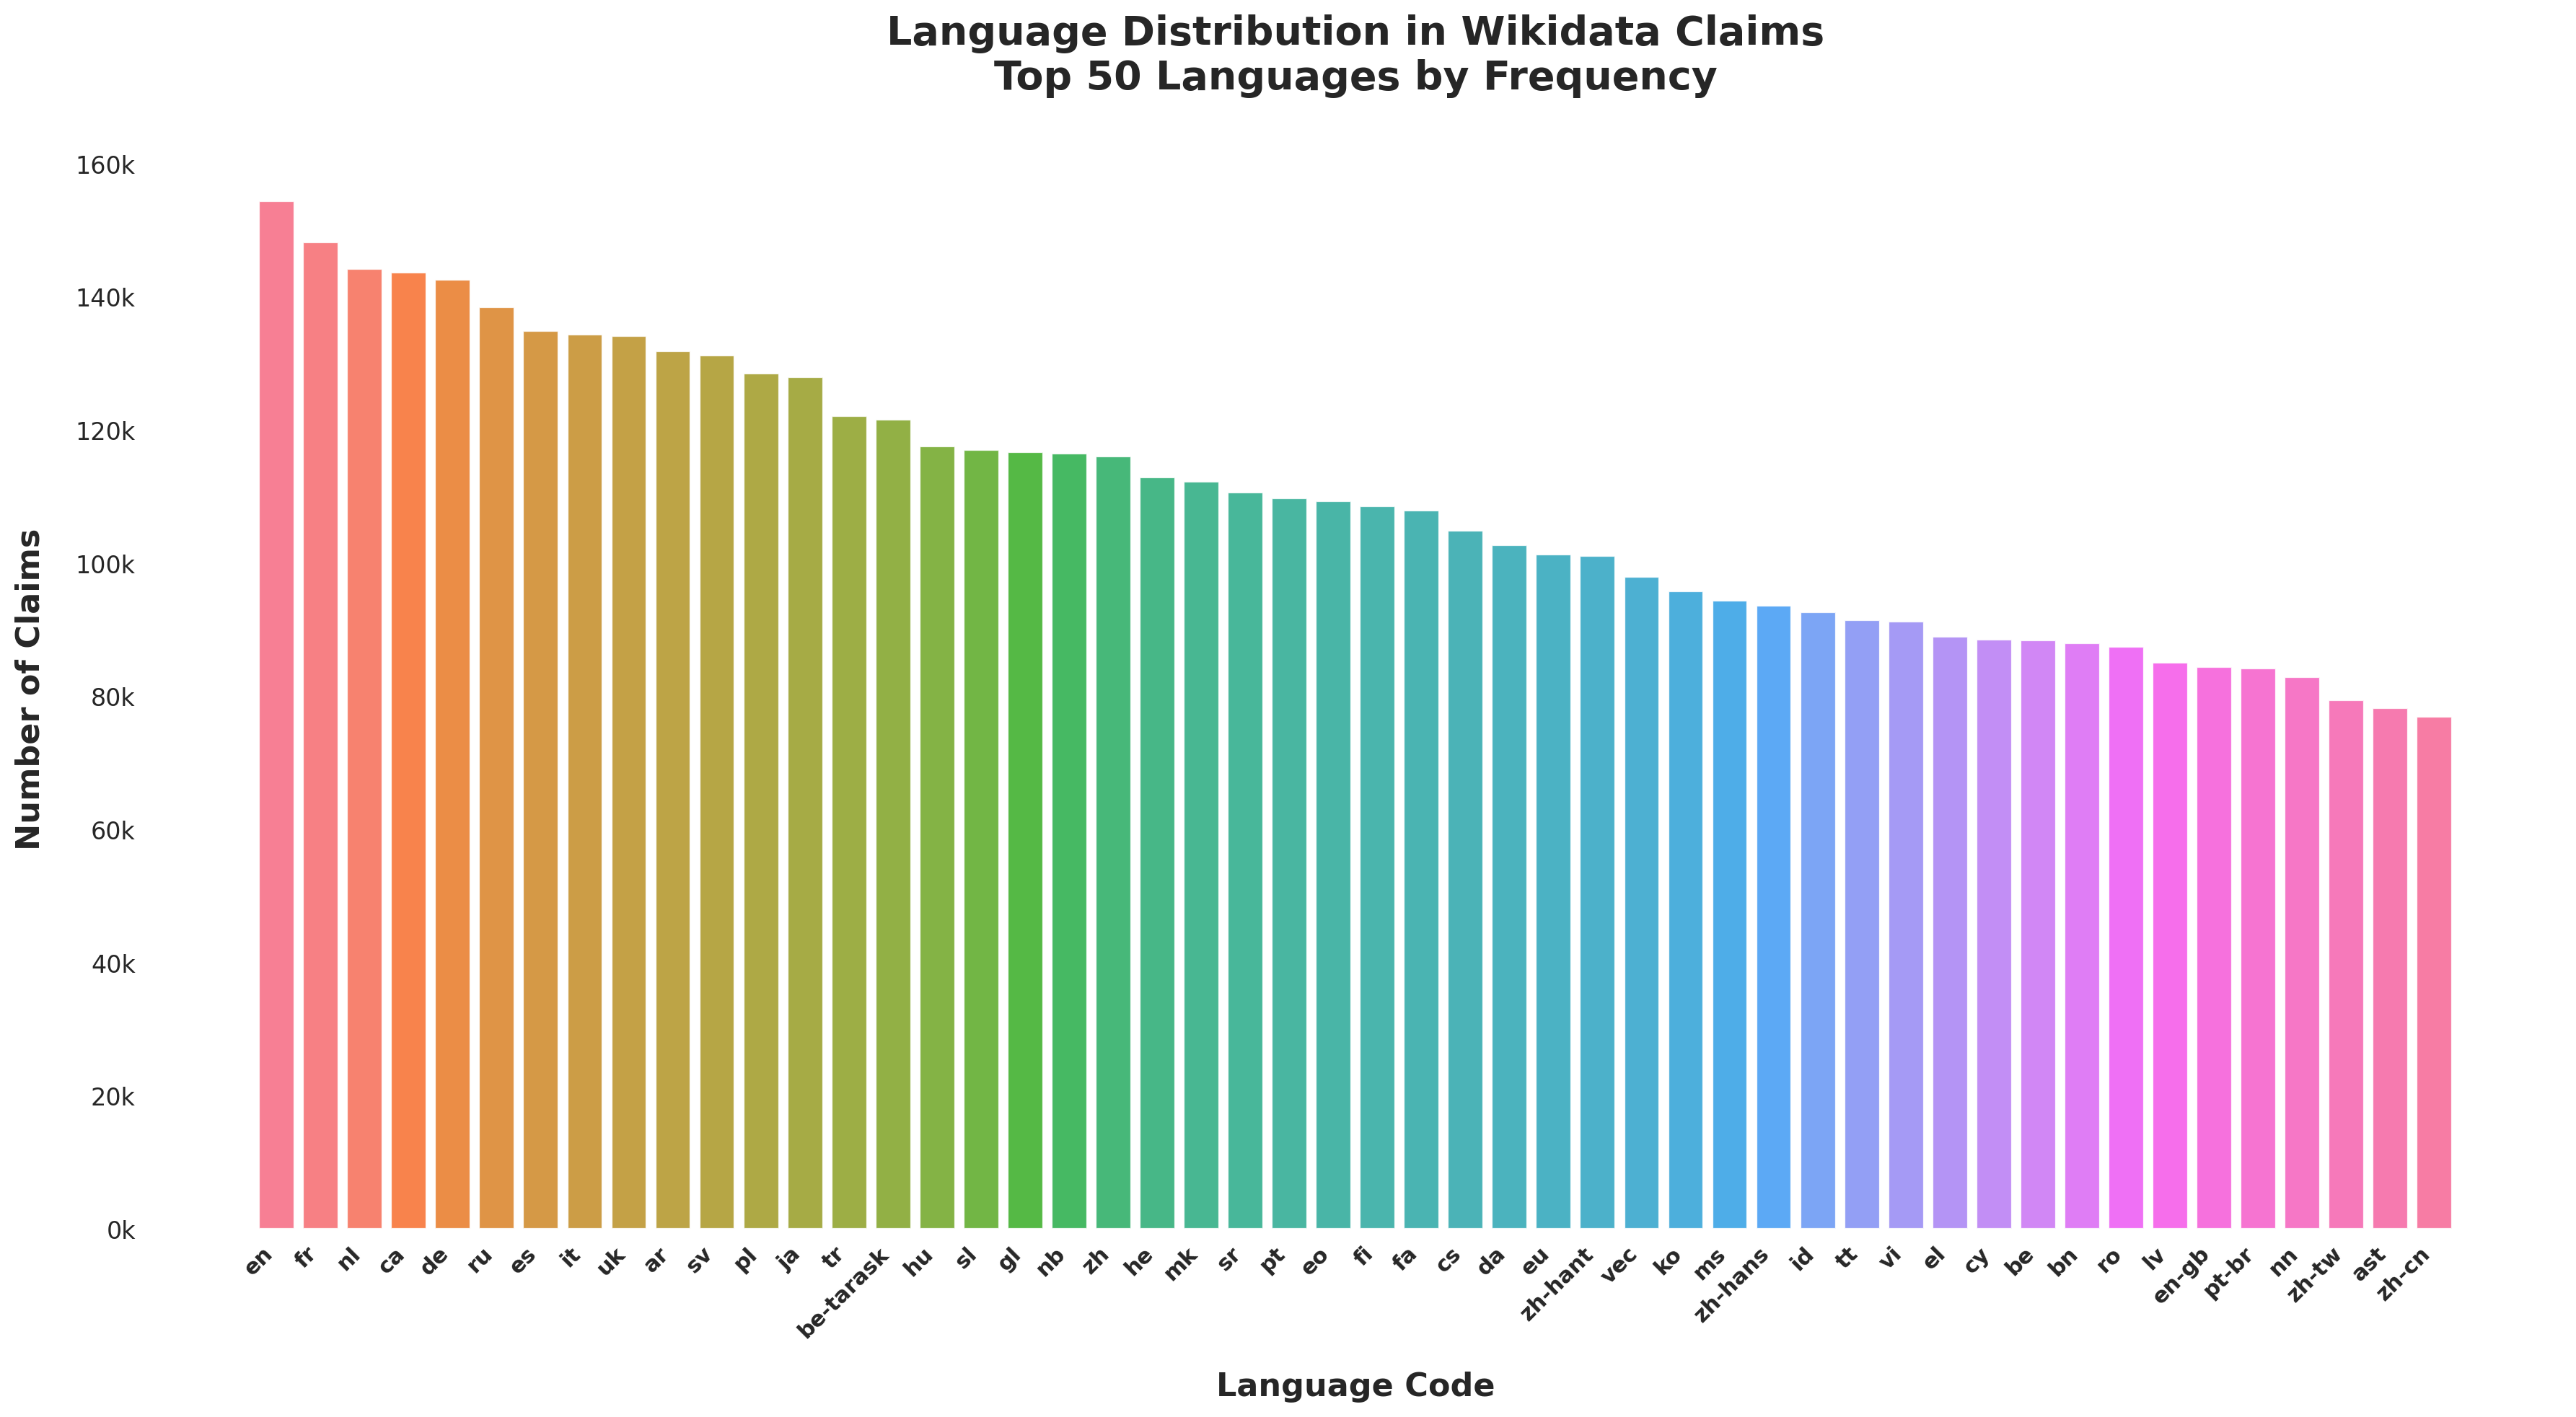 Language Distribution in Wikidata Claims
Top 50 Languages by Frequency
Number of Claims
160k
140k
120k
100k
80k
60k
40k
20k
0k
en
fr
nl
ca
de
ru
es
it
uk
ar
sv
pl
ja
tr
be-tarask
hu
sl
gl
nb
zh
he
mk
sr
pt
eo
fi
fa
cs
da
eu
zh-hant
vec
ko
ms
zh-hans
id
tt
vi
el
cy
be
bn
ro
lv
en-gb
pt-br
nn
zh-tw
ast
zh-cn
Language Code